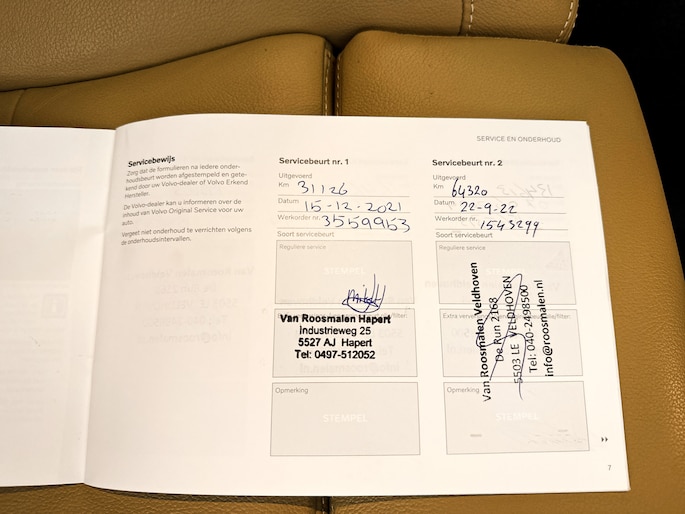 SERVICE EN ONDERHOUD
Servicebewijs
Zorg dat de formulieren na iedere onder-
houdsbeurt worden afgestempeld en gete-
kend door uw Volvo-dealer of Volvo Erkend
Hersteller.
De Volvo-dealer kan u informeren over de
inhoud van Volvo Original Service voor uw
auto.
Vergeet niet onderhoud te verrichten volgens
de onderhoudsintervallen.
Servicebeurt nr. 1
Uitgevoerd
Km 31126
Datum 15-12-2021
Werkorder nr. 3559953
Soort servicebeurt
Reguliere service
STEMPEL
Van Roosmalen Hapert
Industrieweg 25
5527 AJ Hapert
Tel: 0497-512052
Opmerking
STEMPEL
Servicebeurt nr. 2
Uitgevoerd
Km 64320
Datum 22-9-22
Werkorder nr. 1543299
Soort servicebeurt
Reguliere service
STEMPEL
Extra
Van Roosmalen Veldhoven
De Run 2168
5503 LE VELDHOVEN
Tel: 040-2498500
info@roosmalen.nl
Opmerking
STEMPEL
7